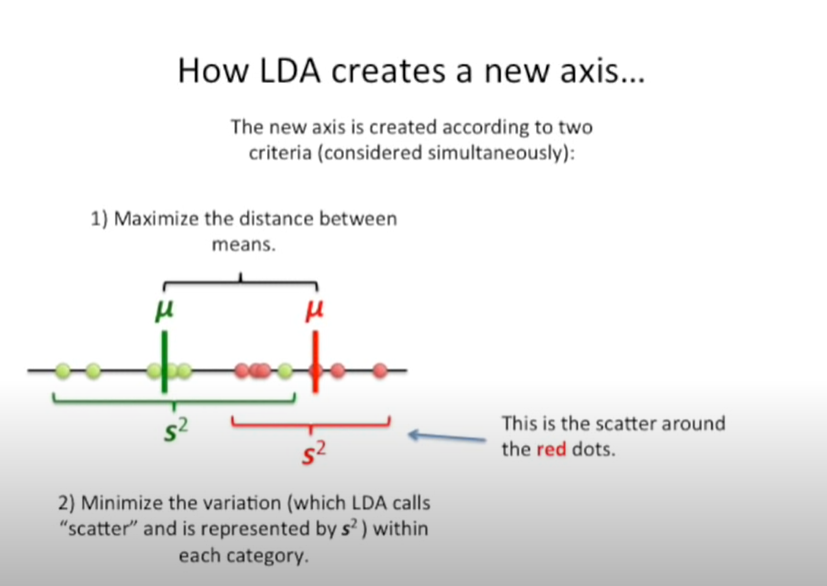 How LDA creates a new axis...
The new axis is created according to two
criteria (considered simultaneously):
1) Maximize the distance between
means.
μ μ
s²
s²
This is the scatter around
the red dots.
2) Minimize the variation (which LDA calls
“scatter” and is represented by s² ) within
each category.